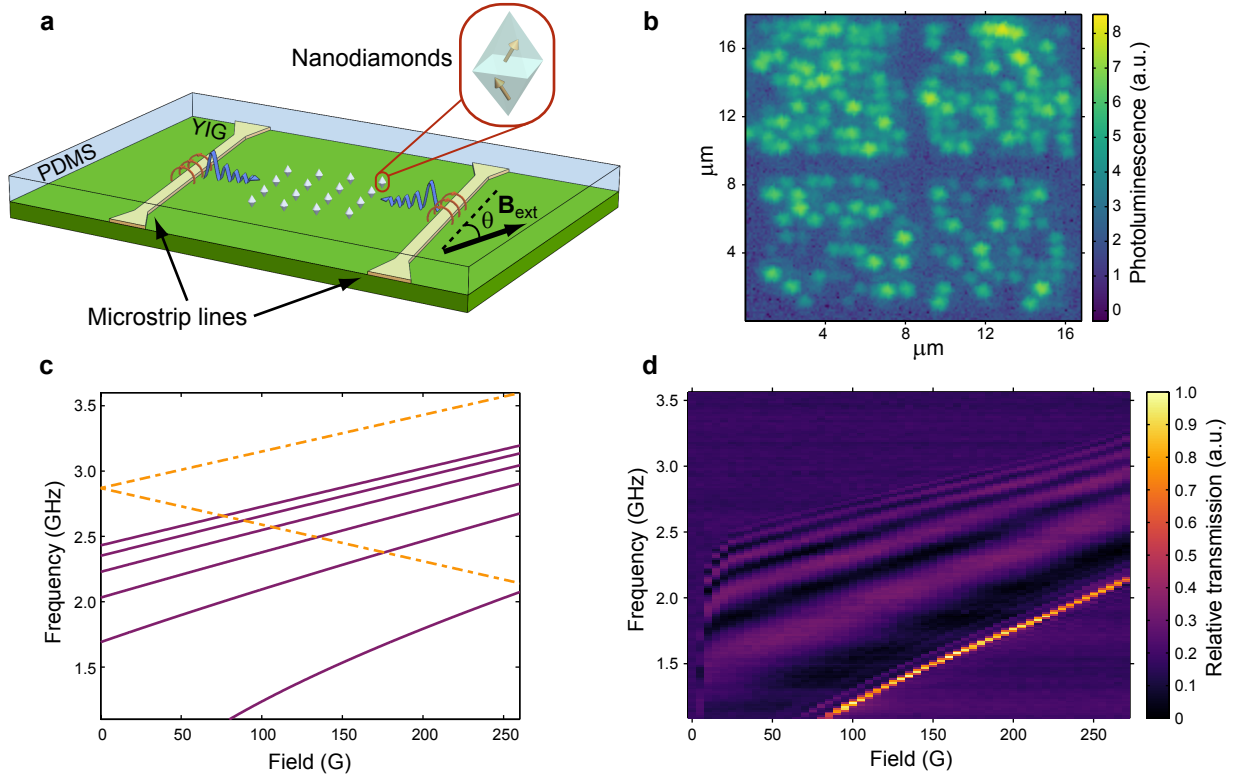 a
Nanodiamonds
YIG
PDMS
B_ext
θ
Microstrip lines
b
16
12
8
4
μm
4
8
12
16
μm
8
7
6
5
4
3
2
1
0
Photoluminescence (a.u.)
c
3.5
3.0
2.5
2.0
1.5
Frequency (GHz)
0
50
100
150
200
250
Field (G)
d
3.5
3.0
2.5
2.0
1.5
Frequency (GHz)
0
50
100
150
200
250
Field (G)
1.0
0.9
0.8
0.7
0.6
0.5
0.4
0.3
0.2
0.1
0
Relative transmission (a.u.)